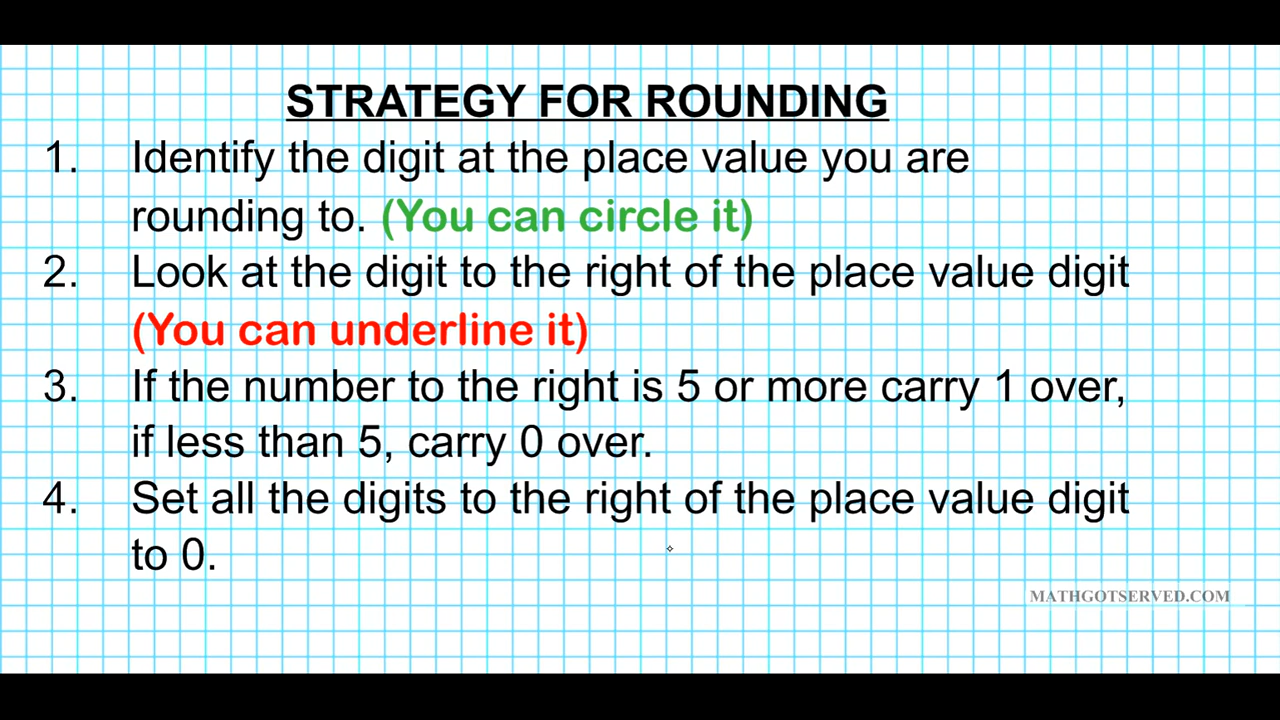 STRATEGY FOR ROUNDING
1. Identify the digit at the place value you are
rounding to. (You can circle it)
2. Look at the digit to the right of the place value digit
(You can underline it)
3. If the number to the right is 5 or more carry 1 over,
if less than 5, carry 0 over.
4. Set all the digits to the right of the place value digit
to 0.
MATHGOTSERVED.COM